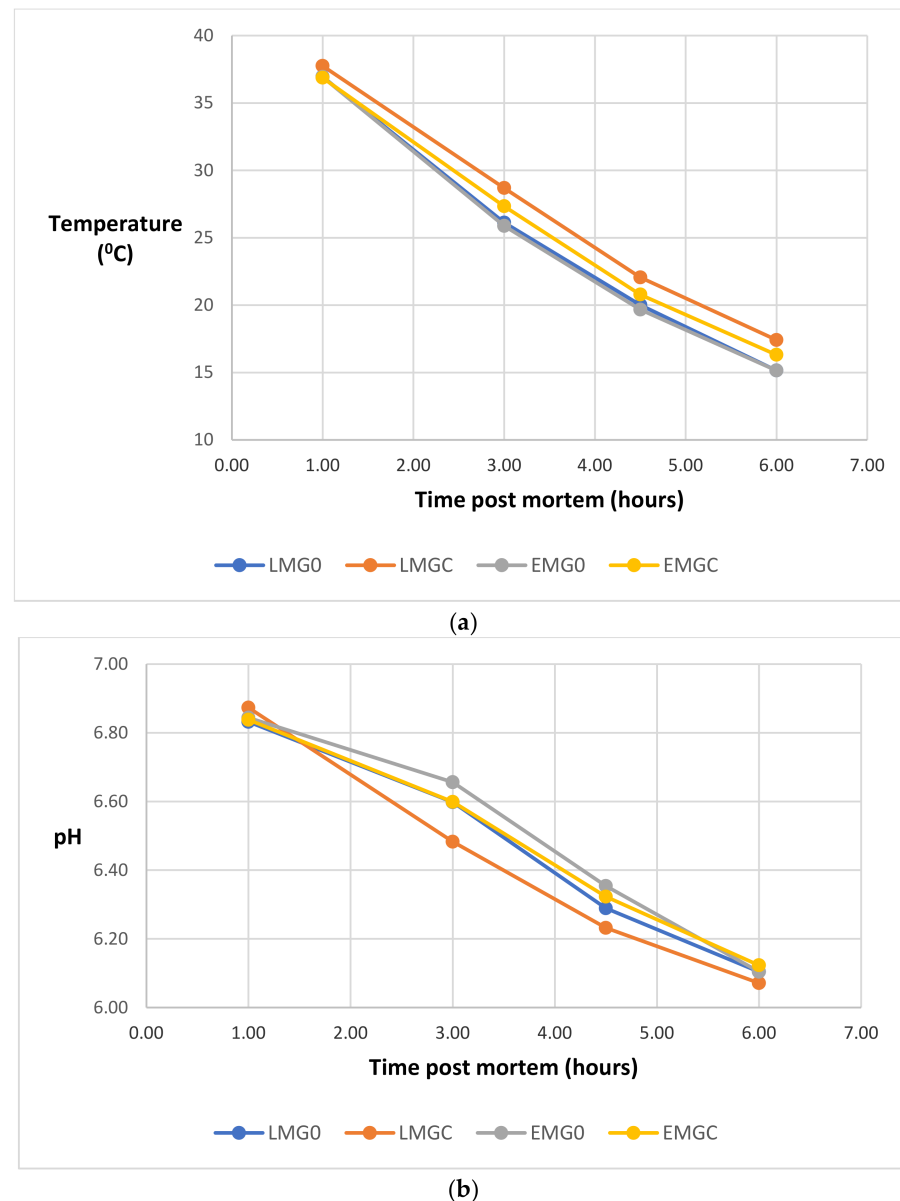 40
35
30
25
20
15
10
Temperature
(⁰C)
0.00 1.00 2.00 3.00 4.00 5.00 6.00 7.00
Time post mortem (hours)
LMG0 LMGC EMG0 EMGC
(a)
7.00
6.80
6.60
6.40
6.20
6.00
pH
0.00 1.00 2.00 3.00 4.00 5.00 6.00 7.00
Time post mortem (hours)
LMG0 LMGC EMG0 EMGC
(b)